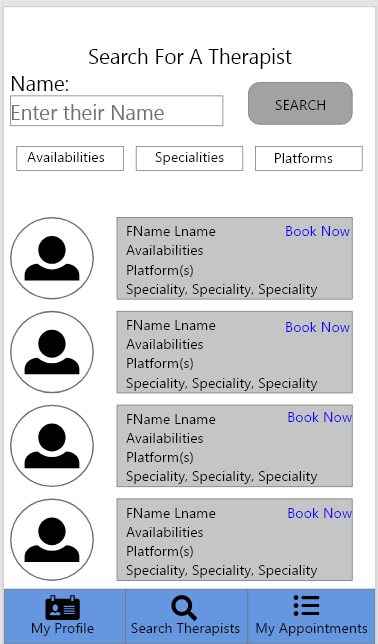 Search For A Therapist
Name:
Enter their Name
SEARCH
Availabilities
Specialities
Platforms
FName Lname
Book Now
Availabilities
Platform(s)
Speciality, Speciality, Speciality
FName Lname
Book Now
Availabilities
Platform(s)
Speciality, Speciality, Speciality
FName Lname
Book Now
Availabilities
Platform(s)
Speciality, Speciality, Speciality
FName Lname
Book Now
Availabilities
Platform(s)
Speciality, Speciality, Speciality
My Profile
Search Therapists
My Appointments